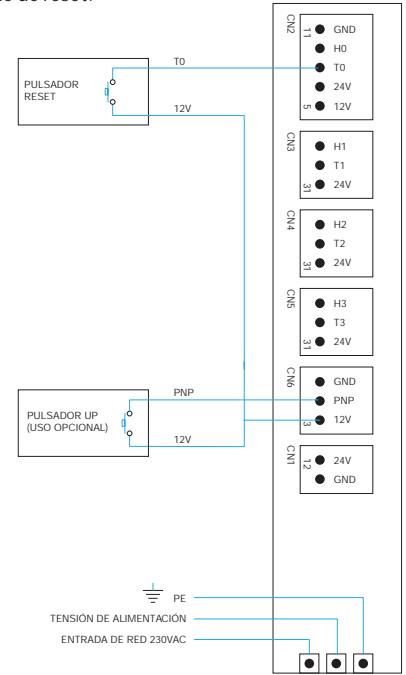 CN2
11
GND
H0
T0
24V
5
12V
T0
PULSADOR
RESET
12V
CN3
H1
T1
31
24V
CN4
H2
T2
31
24V
CN5
H3
T3
31
24V
CN6
GND
PNP
3
12V
PNP
PULSADOR UP
(USO OPCIONAL)
12V
CN1
12
24V
GND
PE
TENSIÓN DE ALIMENTACIÓN
ENTRADA DE RED 230VAC